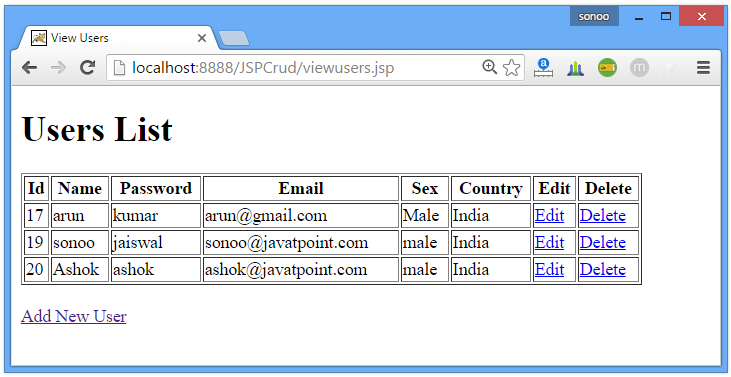 sonoo
View Users
localhost:8888/JSPCrud/viewusers.jsp
a
m
Users List
Id Name Password Email Sex Country Edit Delete
17 arun kumar arun@gmail.com Male India Edit Delete
19 sonoo jaiswal sonoo@javatpoint.com male India Edit Delete
20 Ashok ashok ashok@javatpoint.com male India Edit Delete
Add New User